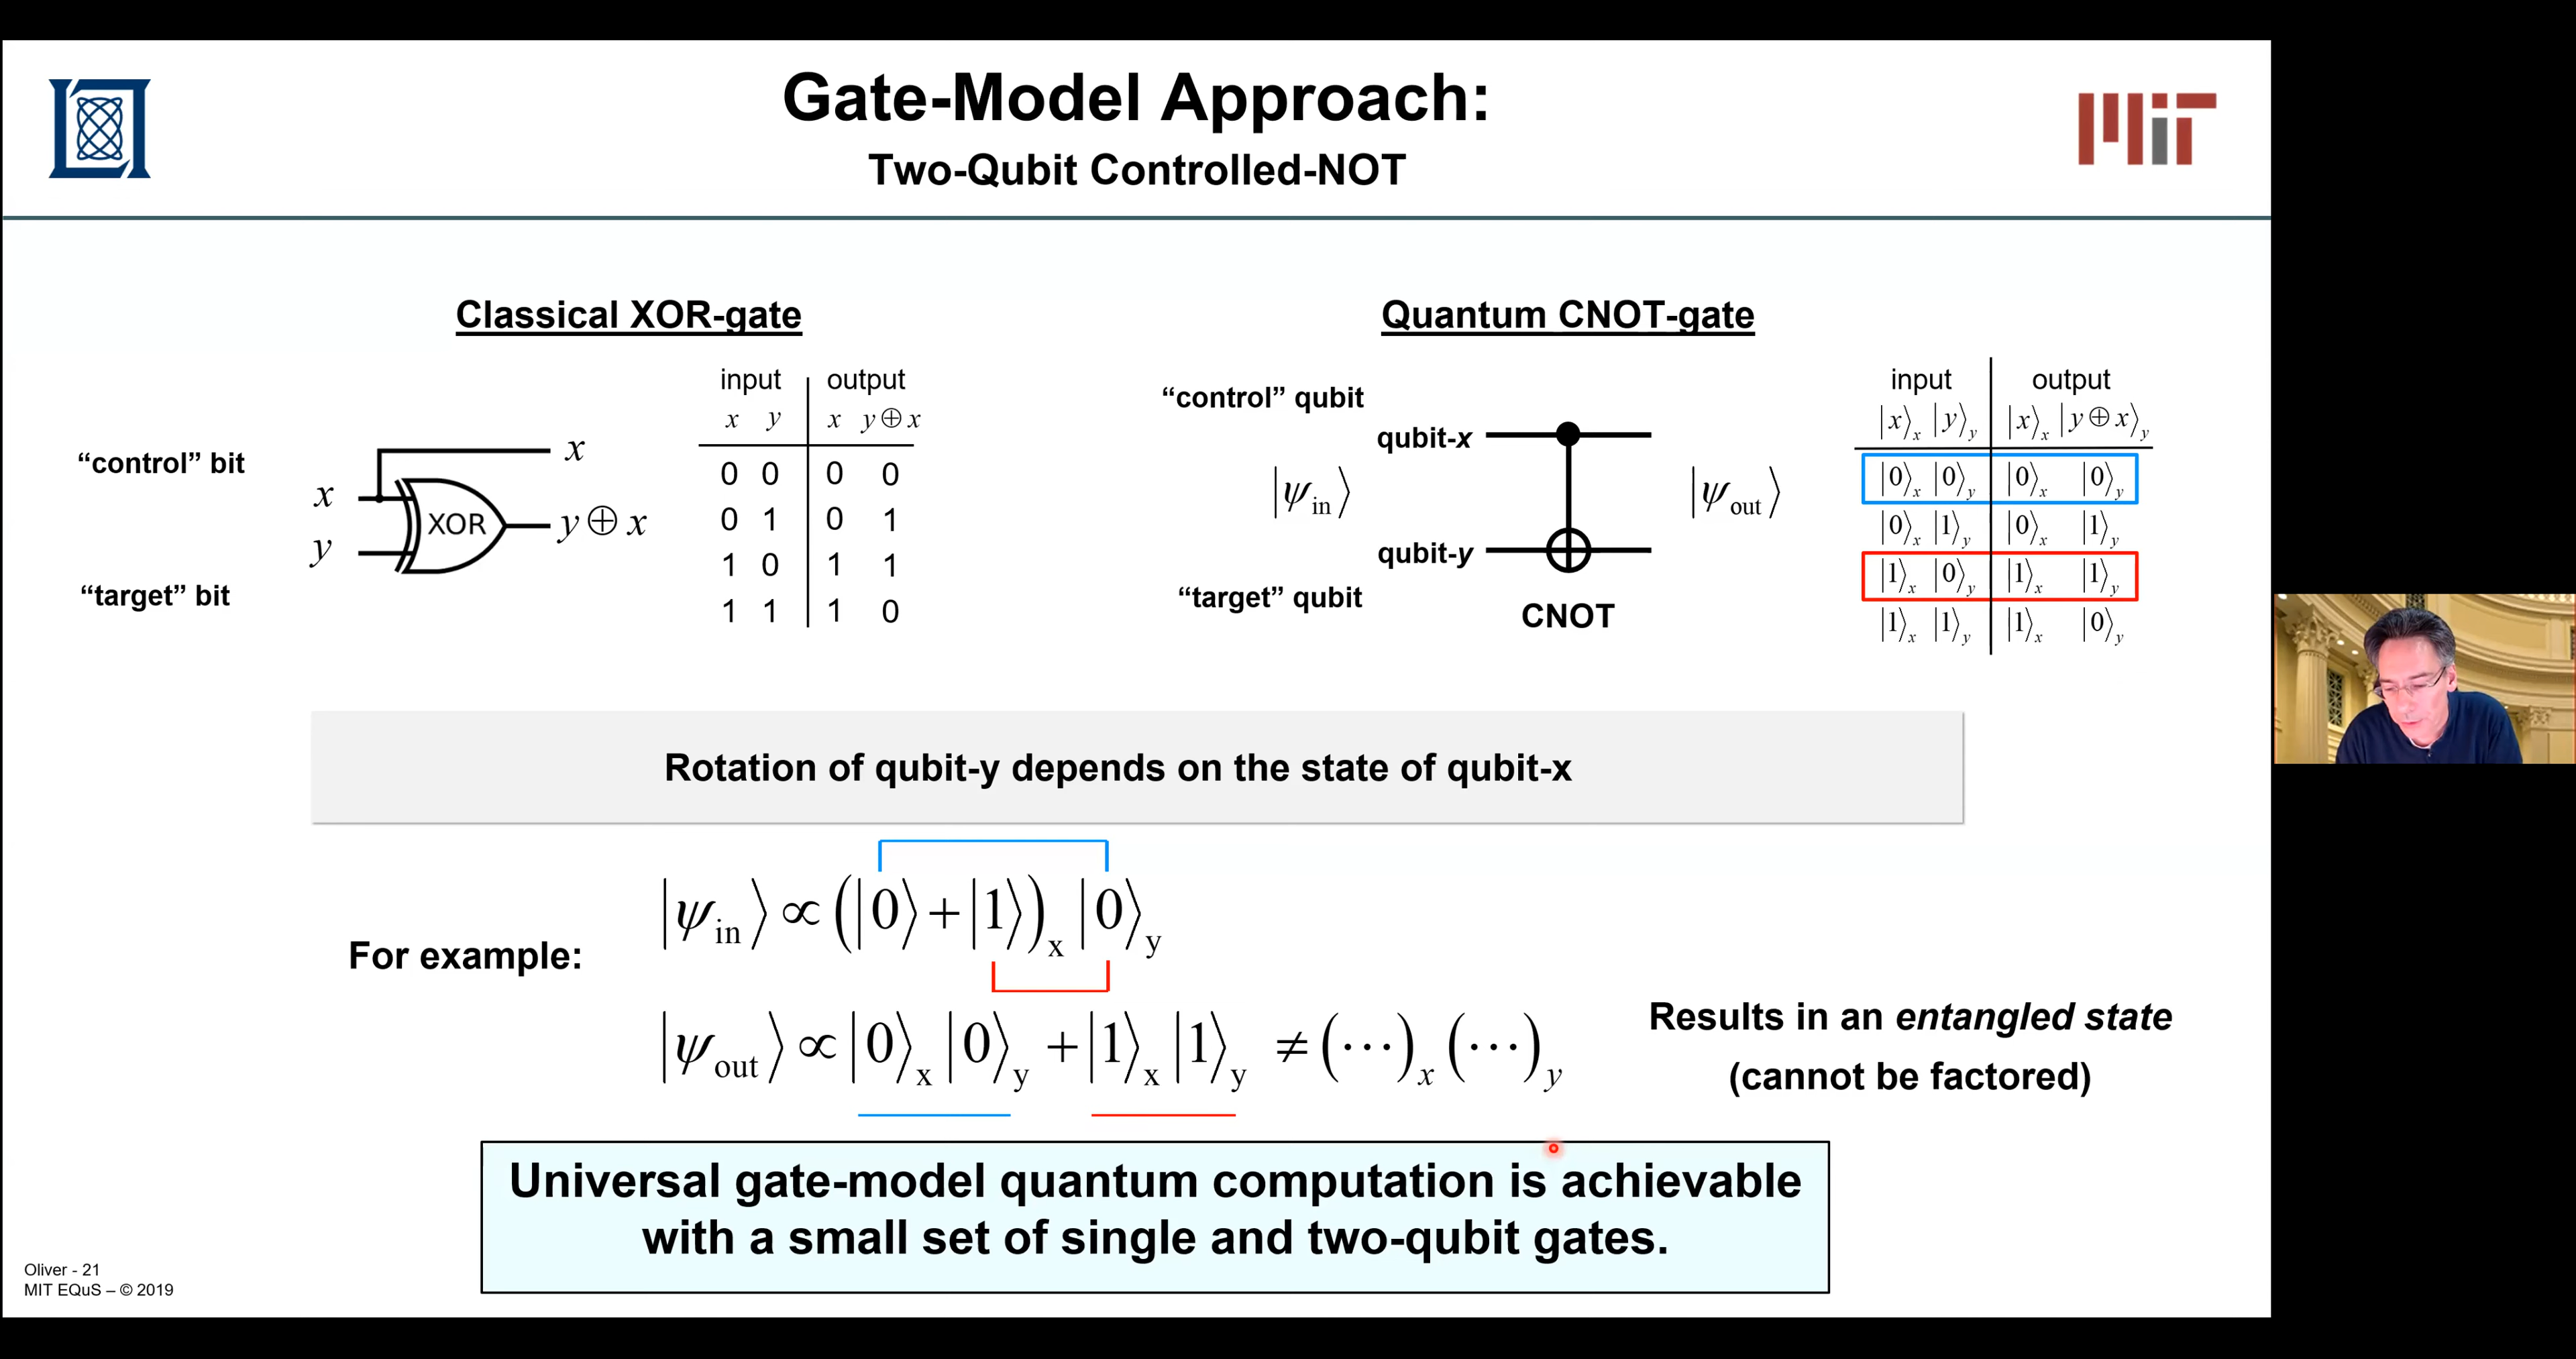 Gate-Model Approach:
Two-Qubit Controlled-NOT
MIT
Classical XOR-gate
“control” bit
“target” bit
x
y
XOR
x
y ⊕ x
input output
x y x y ⊕ x
0 0 0 0
0 1 0 1
1 0 1 1
1 1 1 0
Quantum CNOT-gate
“control” qubit
qubit-x
|ψin⟩
|ψout⟩
qubit-y
“target” qubit
CNOT
input output
|x⟩x |y⟩y |x⟩x |y ⊕ x⟩y
|0⟩x |0⟩y |0⟩x |0⟩y
|0⟩x |1⟩y |0⟩x |1⟩y
|1⟩x |0⟩y |1⟩x |1⟩y
|1⟩x |1⟩y |1⟩x |0⟩y
Rotation of qubit-y depends on the state of qubit-x
For example:
|ψin⟩ ∝ (|0⟩ + |1⟩)x |0⟩y
|ψout⟩ ∝ |0⟩x |0⟩y + |1⟩x |1⟩y ≠ (⋯)x (⋯)y
Results in an entangled state
(cannot be factored)
Universal gate-model quantum computation is achievable
with a small set of single and two-qubit gates.
Oliver - 21
MIT EQuS – © 2019